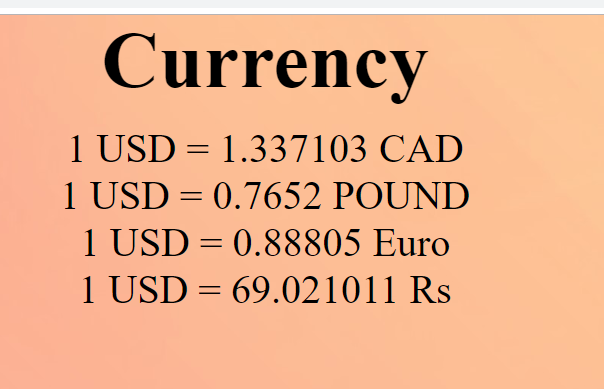 Currency
1 USD = 1.337103 CAD
1 USD = 0.7652 POUND
1 USD = 0.88805 Euro
1 USD = 69.021011 Rs